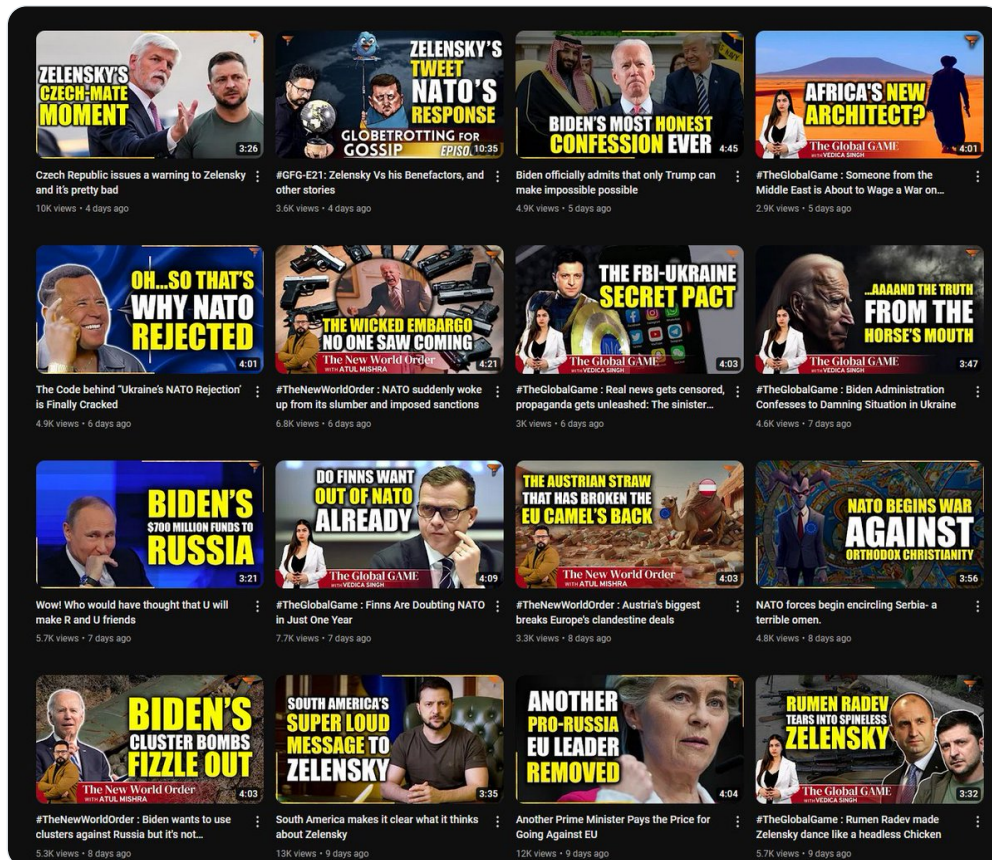 ZELENSKY'S
CZECH-MATE
MOMENT
3:26
Czech Republic issues a warning to Zelensky
and it's pretty bad
10K views • 4 days ago
ZELENSKY'S
TWEET
NATO'S
RESPONSE
GLOBETROTTING FOR
GOSSIP
EPISO
10:35
#GFG-E21: Zelensky Vs his Benefactors, and
other stories
3.6K views • 4 days ago
BIDEN'S MOST HONEST
CONFESSION EVER
4:45
Biden officially admits that only Trump can
make impossible possible
4.9K views • 5 days ago
AFRICA'S NEW
ARCHITECT?
The Global GAME
WITH VEDICA SINGH
4:01
#TheGlobalGame : Someone from the
Middle East is About to Wage a War on...
2.9K views • 5 days ago
OH...SO THAT'S
WHY NATO
REJECTED
4:01
The Code behind "Ukraine's NATO Rejection'
is Finally Cracked
4.9K views • 6 days ago
THE WICKED EMBARGO
NO ONE SAW COMING
The New World Order
WITH ATUL MISHRA
4:21
#TheNewWorldOrder : NATO suddenly woke
up from its slumber and imposed sanctions
6.8K views • 6 days ago
THE FBI-UKRAINE
SECRET PACT
The Global GAME
WITH VEDICA SINGH
4:03
#TheGlobalGame : Real news gets censored,
propaganda gets unleashed: The sinister...
3K views • 6 days ago
...AAAAND THE TRUTH
FROM THE
HORSE'S MOUTH
The Global GAME
WITH VEDICA SINGH
3:47
#TheGlobalGame : Biden Administration
Confesses to Damning Situation in Ukraine
4.6K views • 7 days ago
BIDEN'S
$700 MILLION FUNDS TO
RUSSIA
3:21
Wow! Who would have thought that U will
make R and U friends
5.7K views • 7 days ago
DO FINNS WANT
OUT OF NATO
ALREADY
The Global GAME
WITH VEDICA SINGH
4:09
#TheGlobalGame : Finns Are Doubting NATO
in Just One Year
7.7K views • 7 days ago
THE AUSTRIAN STRAW
THAT HAS BROKEN THE
EU CAMEL'S BACK
The New World Order
WITH ATUL MISHRA
4:03
#TheNewWorldOrder : Austria's biggest
breaks Europe's clandestine deals
3.3K views • 8 days ago
NATO BEGINS WAR
AGAINST
ORTHODOX CHRISTIANITY
3:56
NATO forces begin encircling Serbia- a
terrible omen.
4.8K views • 8 days ago
BIDEN'S
CLUSTER BOMBS
FIZZLE OUT
The New World Order
WITH ATUL MISHRA
4:03
#TheNewWorldOrder : Biden wants to use
clusters against Russia but it's not...
5.3K views • 8 days ago
SOUTH AMERICA'S
SUPER LOUD
MESSAGE TO
ZELENSKY
3:35
South America makes it clear what it thinks
about Zelensky
13K views • 9 days ago
ANOTHER
PRO-RUSSIA
EU LEADER
REMOVED
4:04
Another Prime Minister Pays the Price for
Going Against EU
12K views • 9 days ago
RUMEN RADEV
TEARS INTO SPINELESS
ZELENSKY
The Global GAME
WITH VEDICA SINGH
3:32
#TheGlobalGame : Rumen Radev made
Zelensky dance like a headless Chicken
5.7K views • 9 days ago